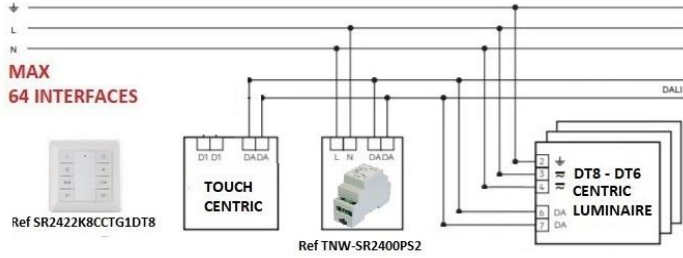 L
N
MAX
64 INTERFACES
DALI
D1 D1 DA DA
L N DA DA
TOUCH
CENTRIC
2
3
4
6 DA
7 DA
DT8 - DT6
CENTRIC
LUMINAIRE
Ref SR2422K8CCTG1DT8
Ref TNW-SR2400PS2